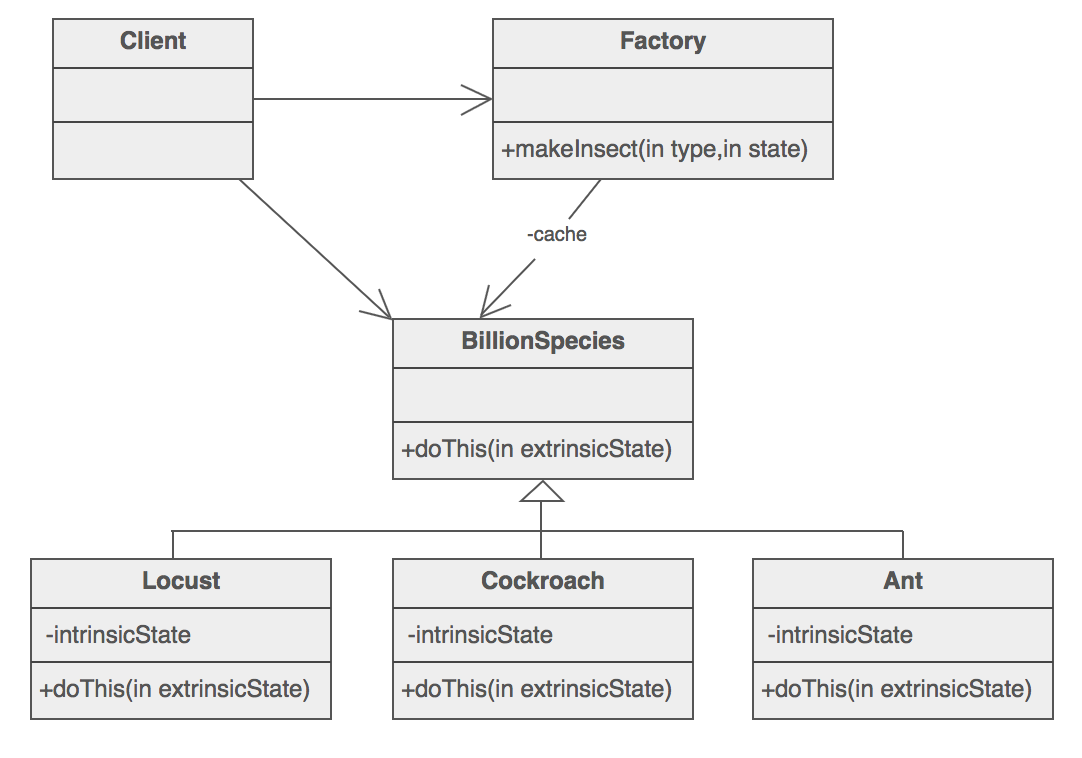 Client
Factory
+makeInsect(in type,in state)
-cache
BillionSpecies
+doThis(in extrinsicState)
Locust
-intrinsicState
+doThis(in extrinsicState)
Cockroach
-intrinsicState
+doThis(in extrinsicState)
Ant
-intrinsicState
+doThis(in extrinsicState)